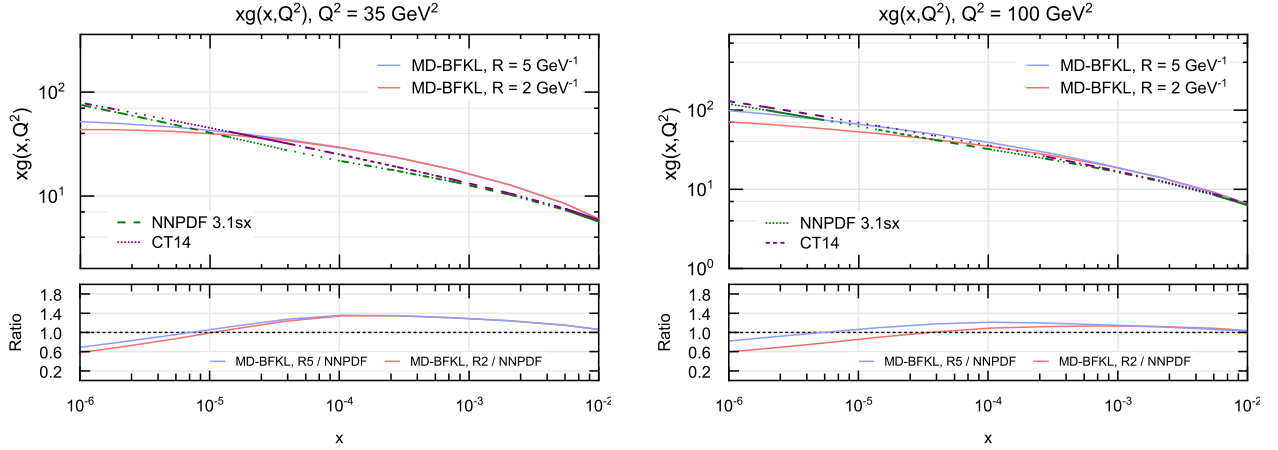 xg(x,Q²), Q² = 35 GeV²
xg(x,Q²)
10²
10¹
MD-BFKL, R = 5 GeV⁻¹
MD-BFKL, R = 2 GeV⁻¹
NNPDF 3.1sx
CT14
Ratio
1.8
1.4
1.0
0.6
0.2
MD-BFKL, R5 / NNPDF
MD-BFKL, R2 / NNPDF
10⁻⁶
10⁻⁵
10⁻⁴
10⁻³
10⁻²
x
xg(x,Q²), Q² = 100 GeV²
xg(x,Q²)
10²
10¹
10⁰
MD-BFKL, R = 5 GeV⁻¹
MD-BFKL, R = 2 GeV⁻¹
NNPDF 3.1sx
CT14
Ratio
1.8
1.4
1.0
0.6
0.2
MD-BFKL, R5 / NNPDF
MD-BFKL, R2 / NNPDF
10⁻⁶
10⁻⁵
10⁻⁴
10⁻³
10⁻²
x